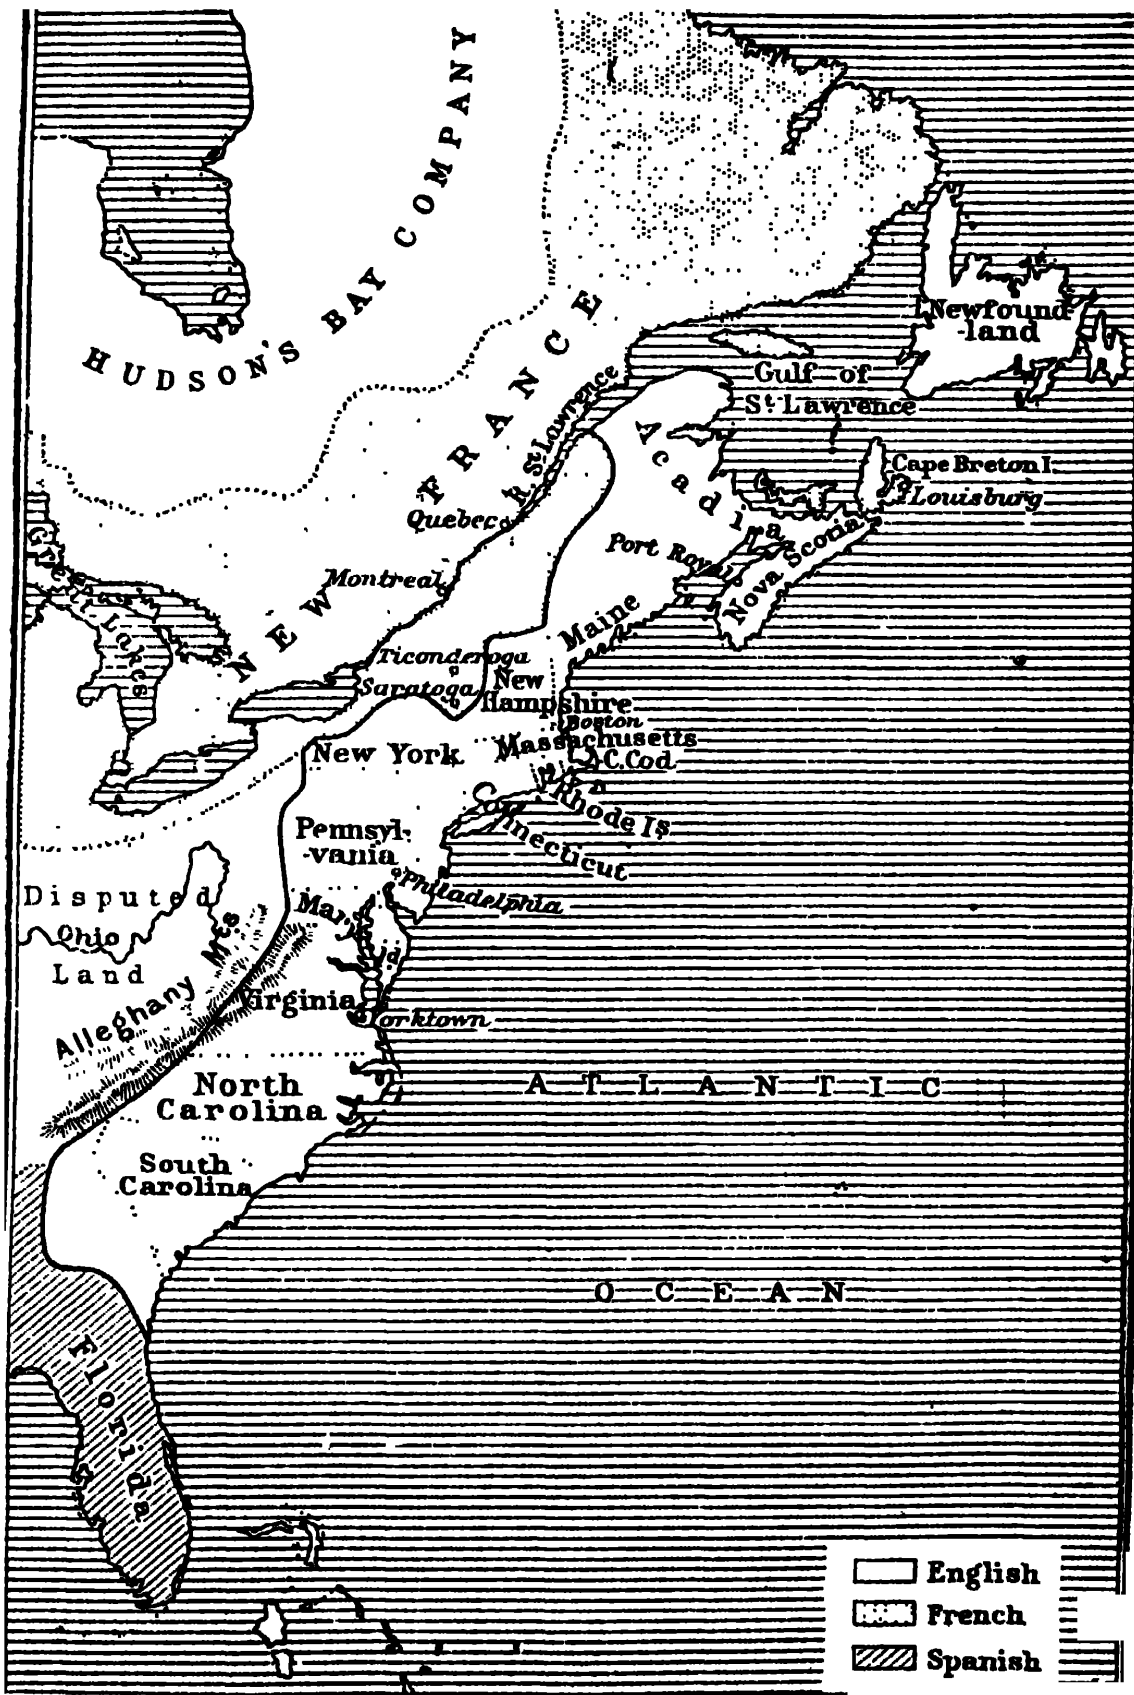 HUDSON'S BAY COMPANY
NEW FRANCE
Newfound-
-land
Gulf of
St Lawrence
R. St Lawrence
Acadia
Cape Breton I.
Louisburg
Quebec
Port Royal
Nova Scotia
Great Lakes
Montreal
Maine
Ticonderoga
Saratoga
New
Hampshire
Boston
Massachusetts
C. Cod
New York
Rhode Is
Connecticut
Pennsyl-
-vania
Philadelphia
Disputed
Ohio
Land
Alleghany Mts
Mary
ld.
Virginia
Yorktown
North
Carolina
South
Carolina
ATLANTIC
OCEAN
Florida
English
French
Spanish